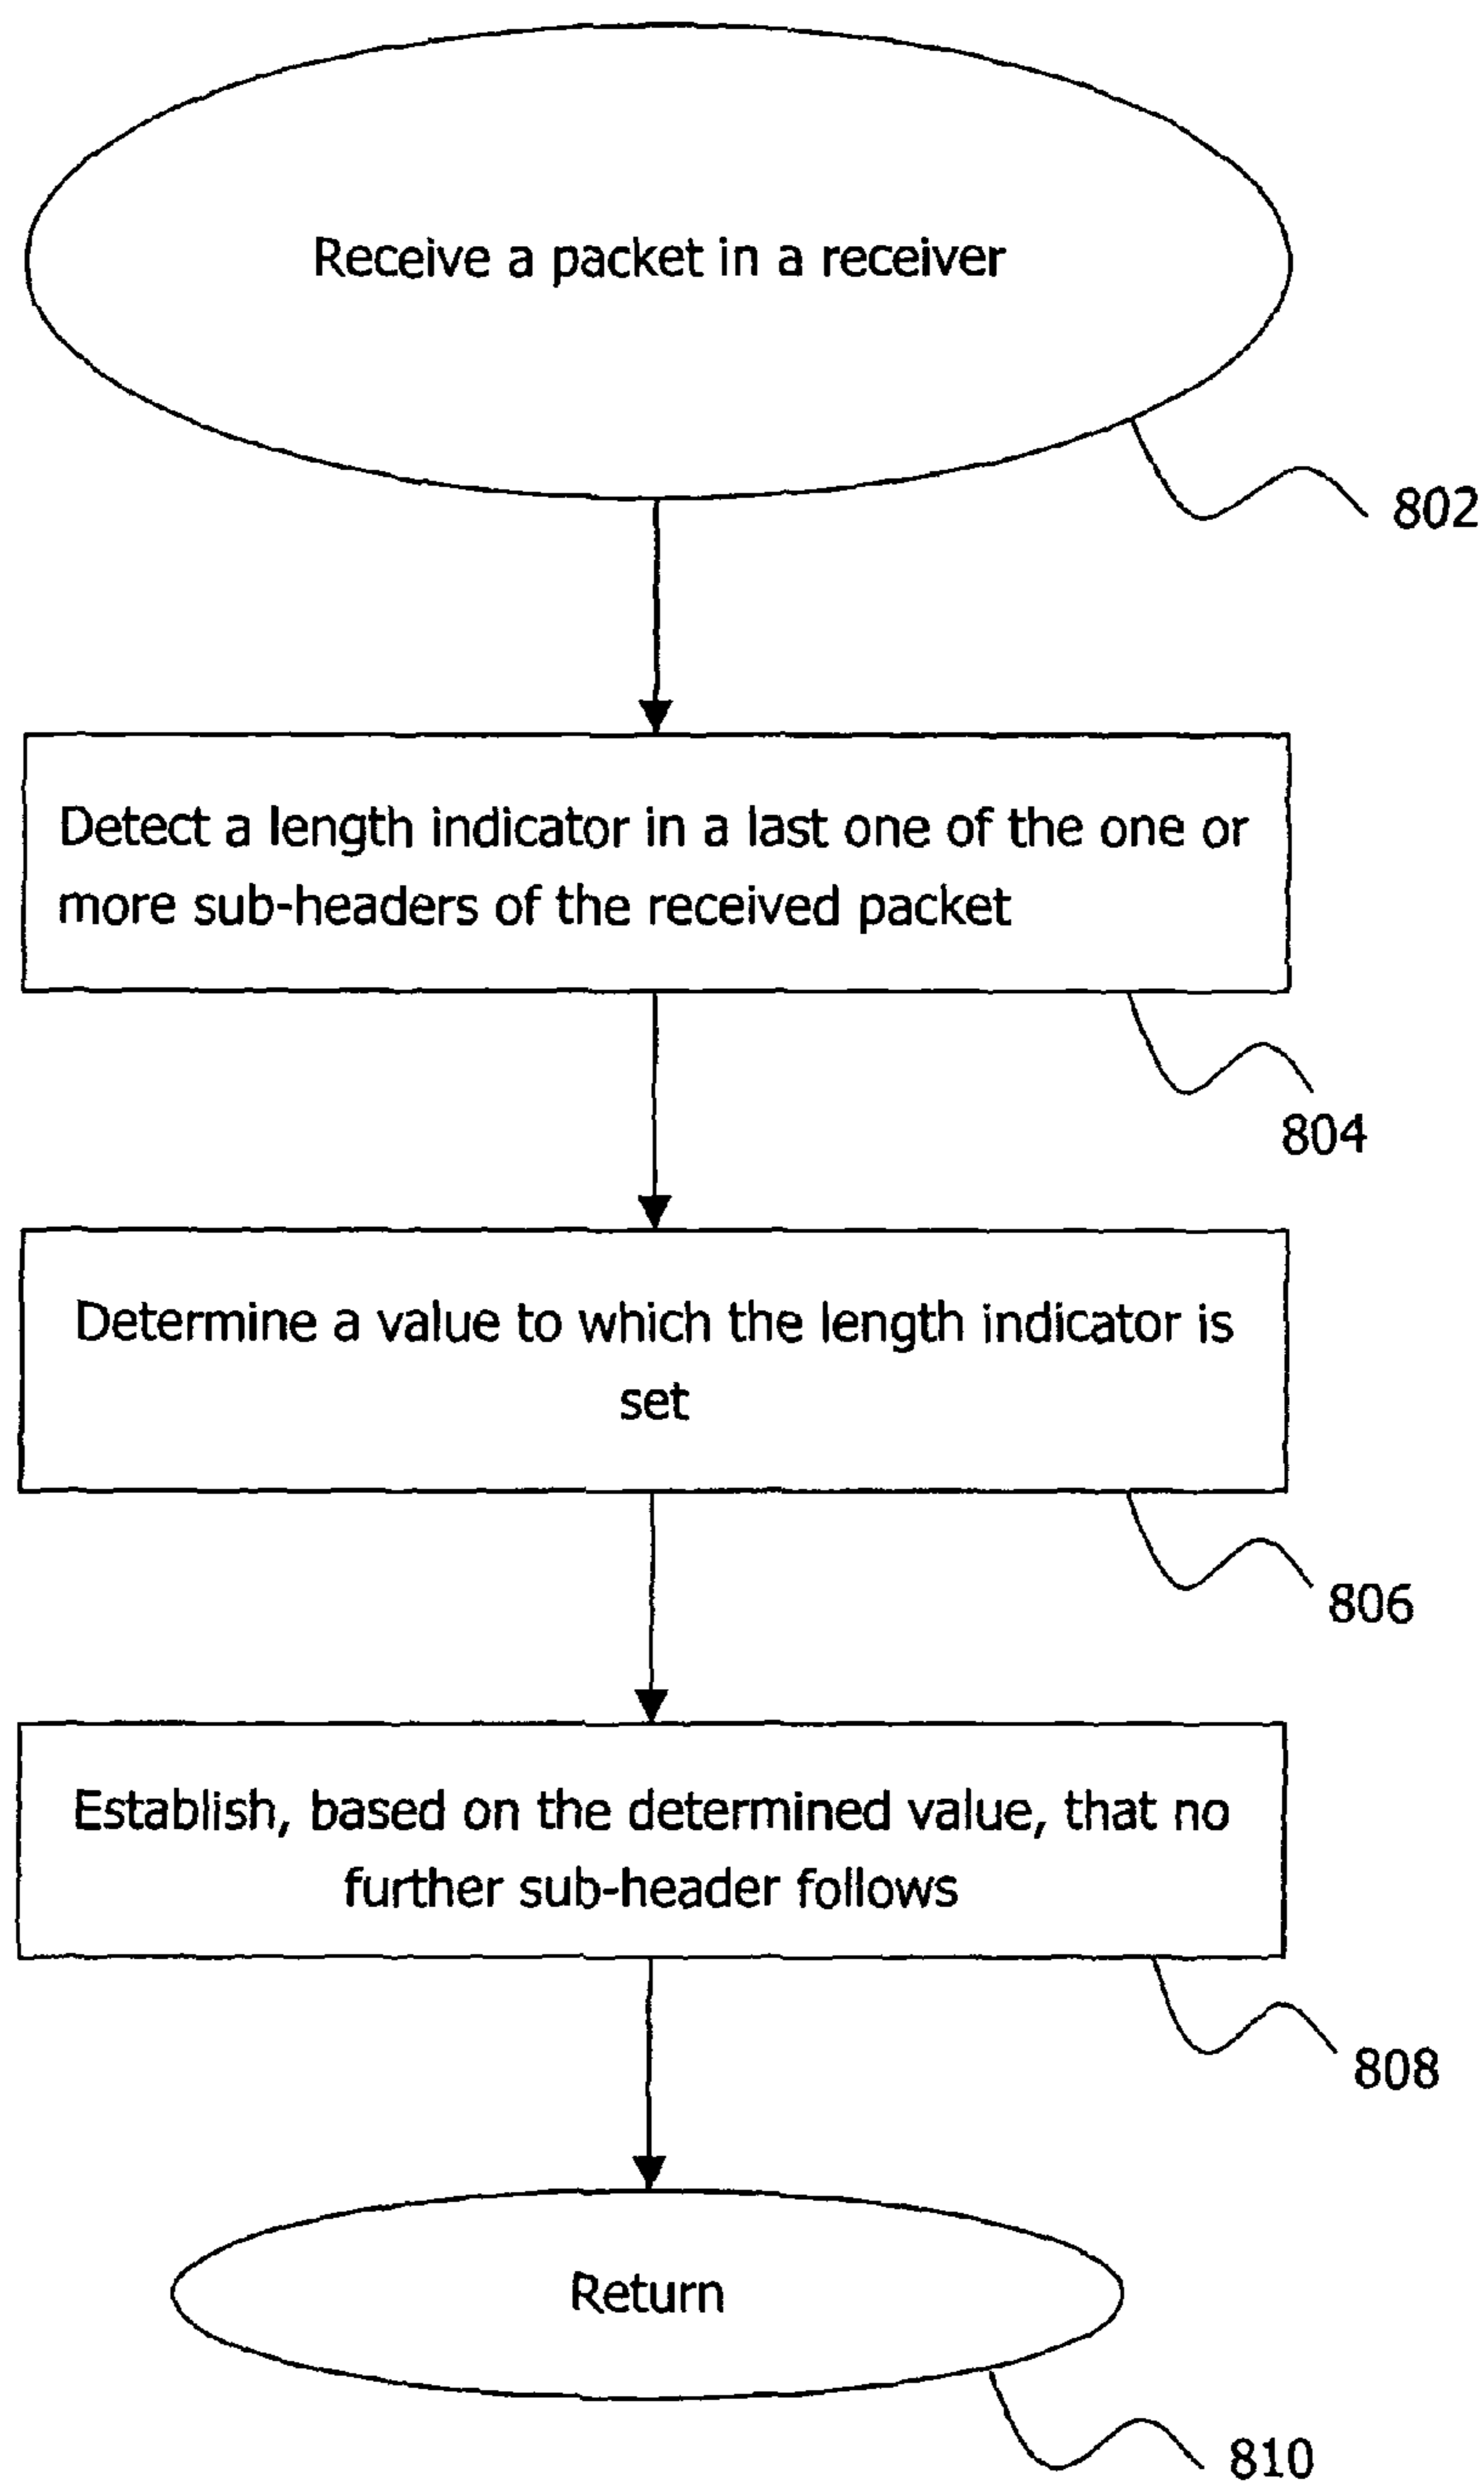 Receive a packet in a receiver
802
Detect a length indicator in a last one of the one or
more sub-headers of the received packet
804
Determine a value to which the length indicator is
set
806
Establish, based on the determined value, that no
further sub-header follows
808
Return
810